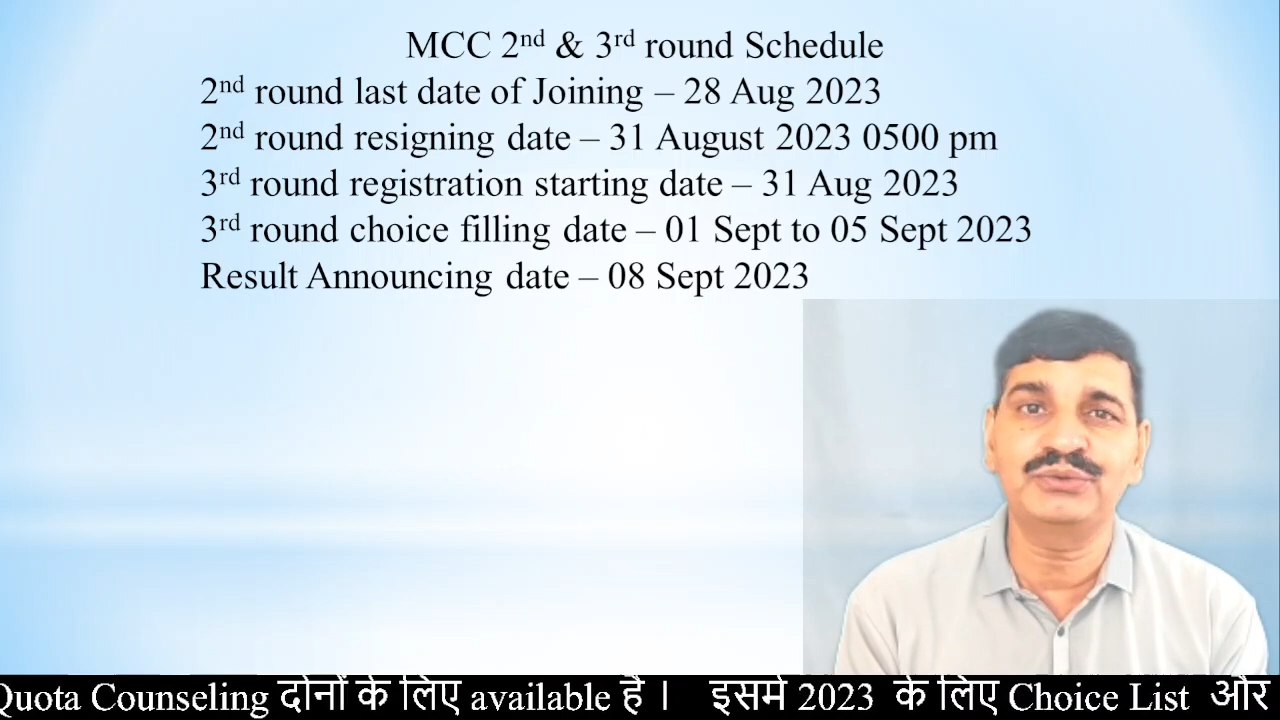 MCC 2nd & 3rd round Schedule
2nd round last date of Joining – 28 Aug 2023
2nd round resigning date – 31 August 2023 0500 pm
3rd round registration starting date – 31 Aug 2023
3rd round choice filling date – 01 Sept to 05 Sept 2023
Result Announcing date – 08 Sept 2023
Quota Counseling दोनों के लिए available है । इसमें 2023 के लिए Choice List और